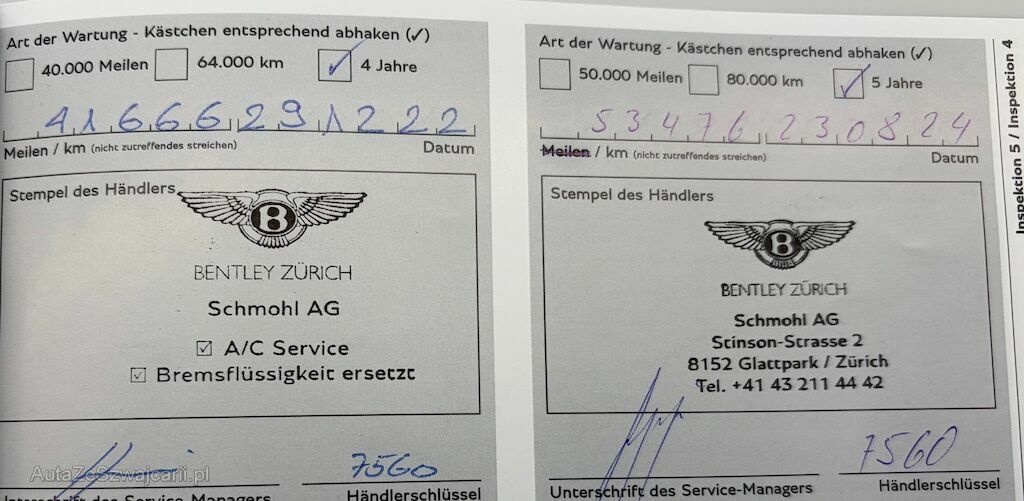 Art der Wartung - Kästchen entsprechend abhaken (✓)
40.000 Meilen 64.000 km ✓ 4 Jahre
41666 291222
Meilen / km (nicht zutreffendes streichen) Datum
Stempel des Händlers
B
BENTLEY ZÜRICH
Schmohl AG
☑ A/C Service
☑ Bremsflüssigkeit ersetzt
7560
Unterschrift des Service-Managers Händlerschlüssel
AutaZeSzwajcarii.pl
Art der Wartung - Kästchen entsprechend abhaken (✓)
50.000 Meilen 80.000 km ✓ 5 Jahre
53476 230824
Meilen / km (nicht zutreffendes streichen) Datum
Stempel des Händlers
B
BENTLEY ZÜRICH
Schmohl AG
Stinson-Strasse 2
8152 Glattpark / Zürich
Tel. +41 43 211 44 42
7560
Unterschrift des Service-Managers Händlerschlüssel
Inspektion 5 / Inspektion 4